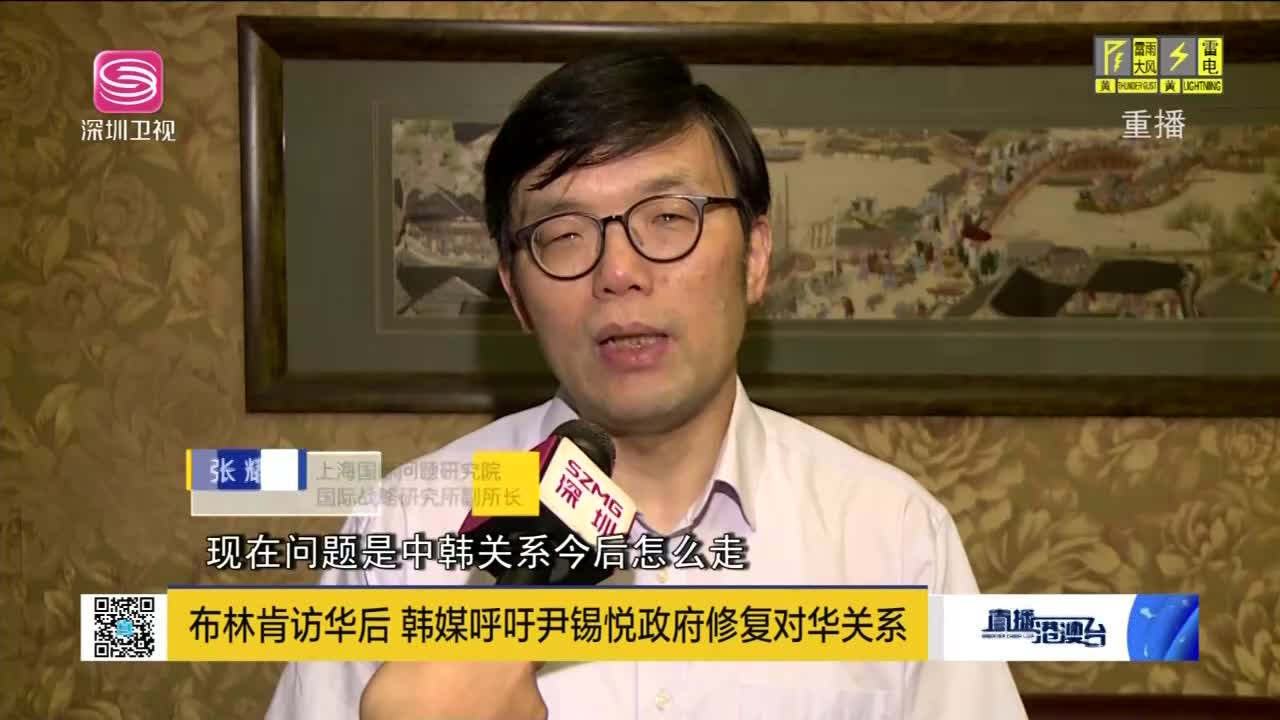 深圳卫视
雷雨
大风
雷
电
黄
THUNDER GUST
黄
LIGHTNING
重播
SZMG
深圳
张
上海国际问题研究院
国际战略研究所副所长
现在问题是中韩关系今后怎么走
布林肯访华后 韩媒呼吁尹锡悦政府修复对华关系
直播
港澳台